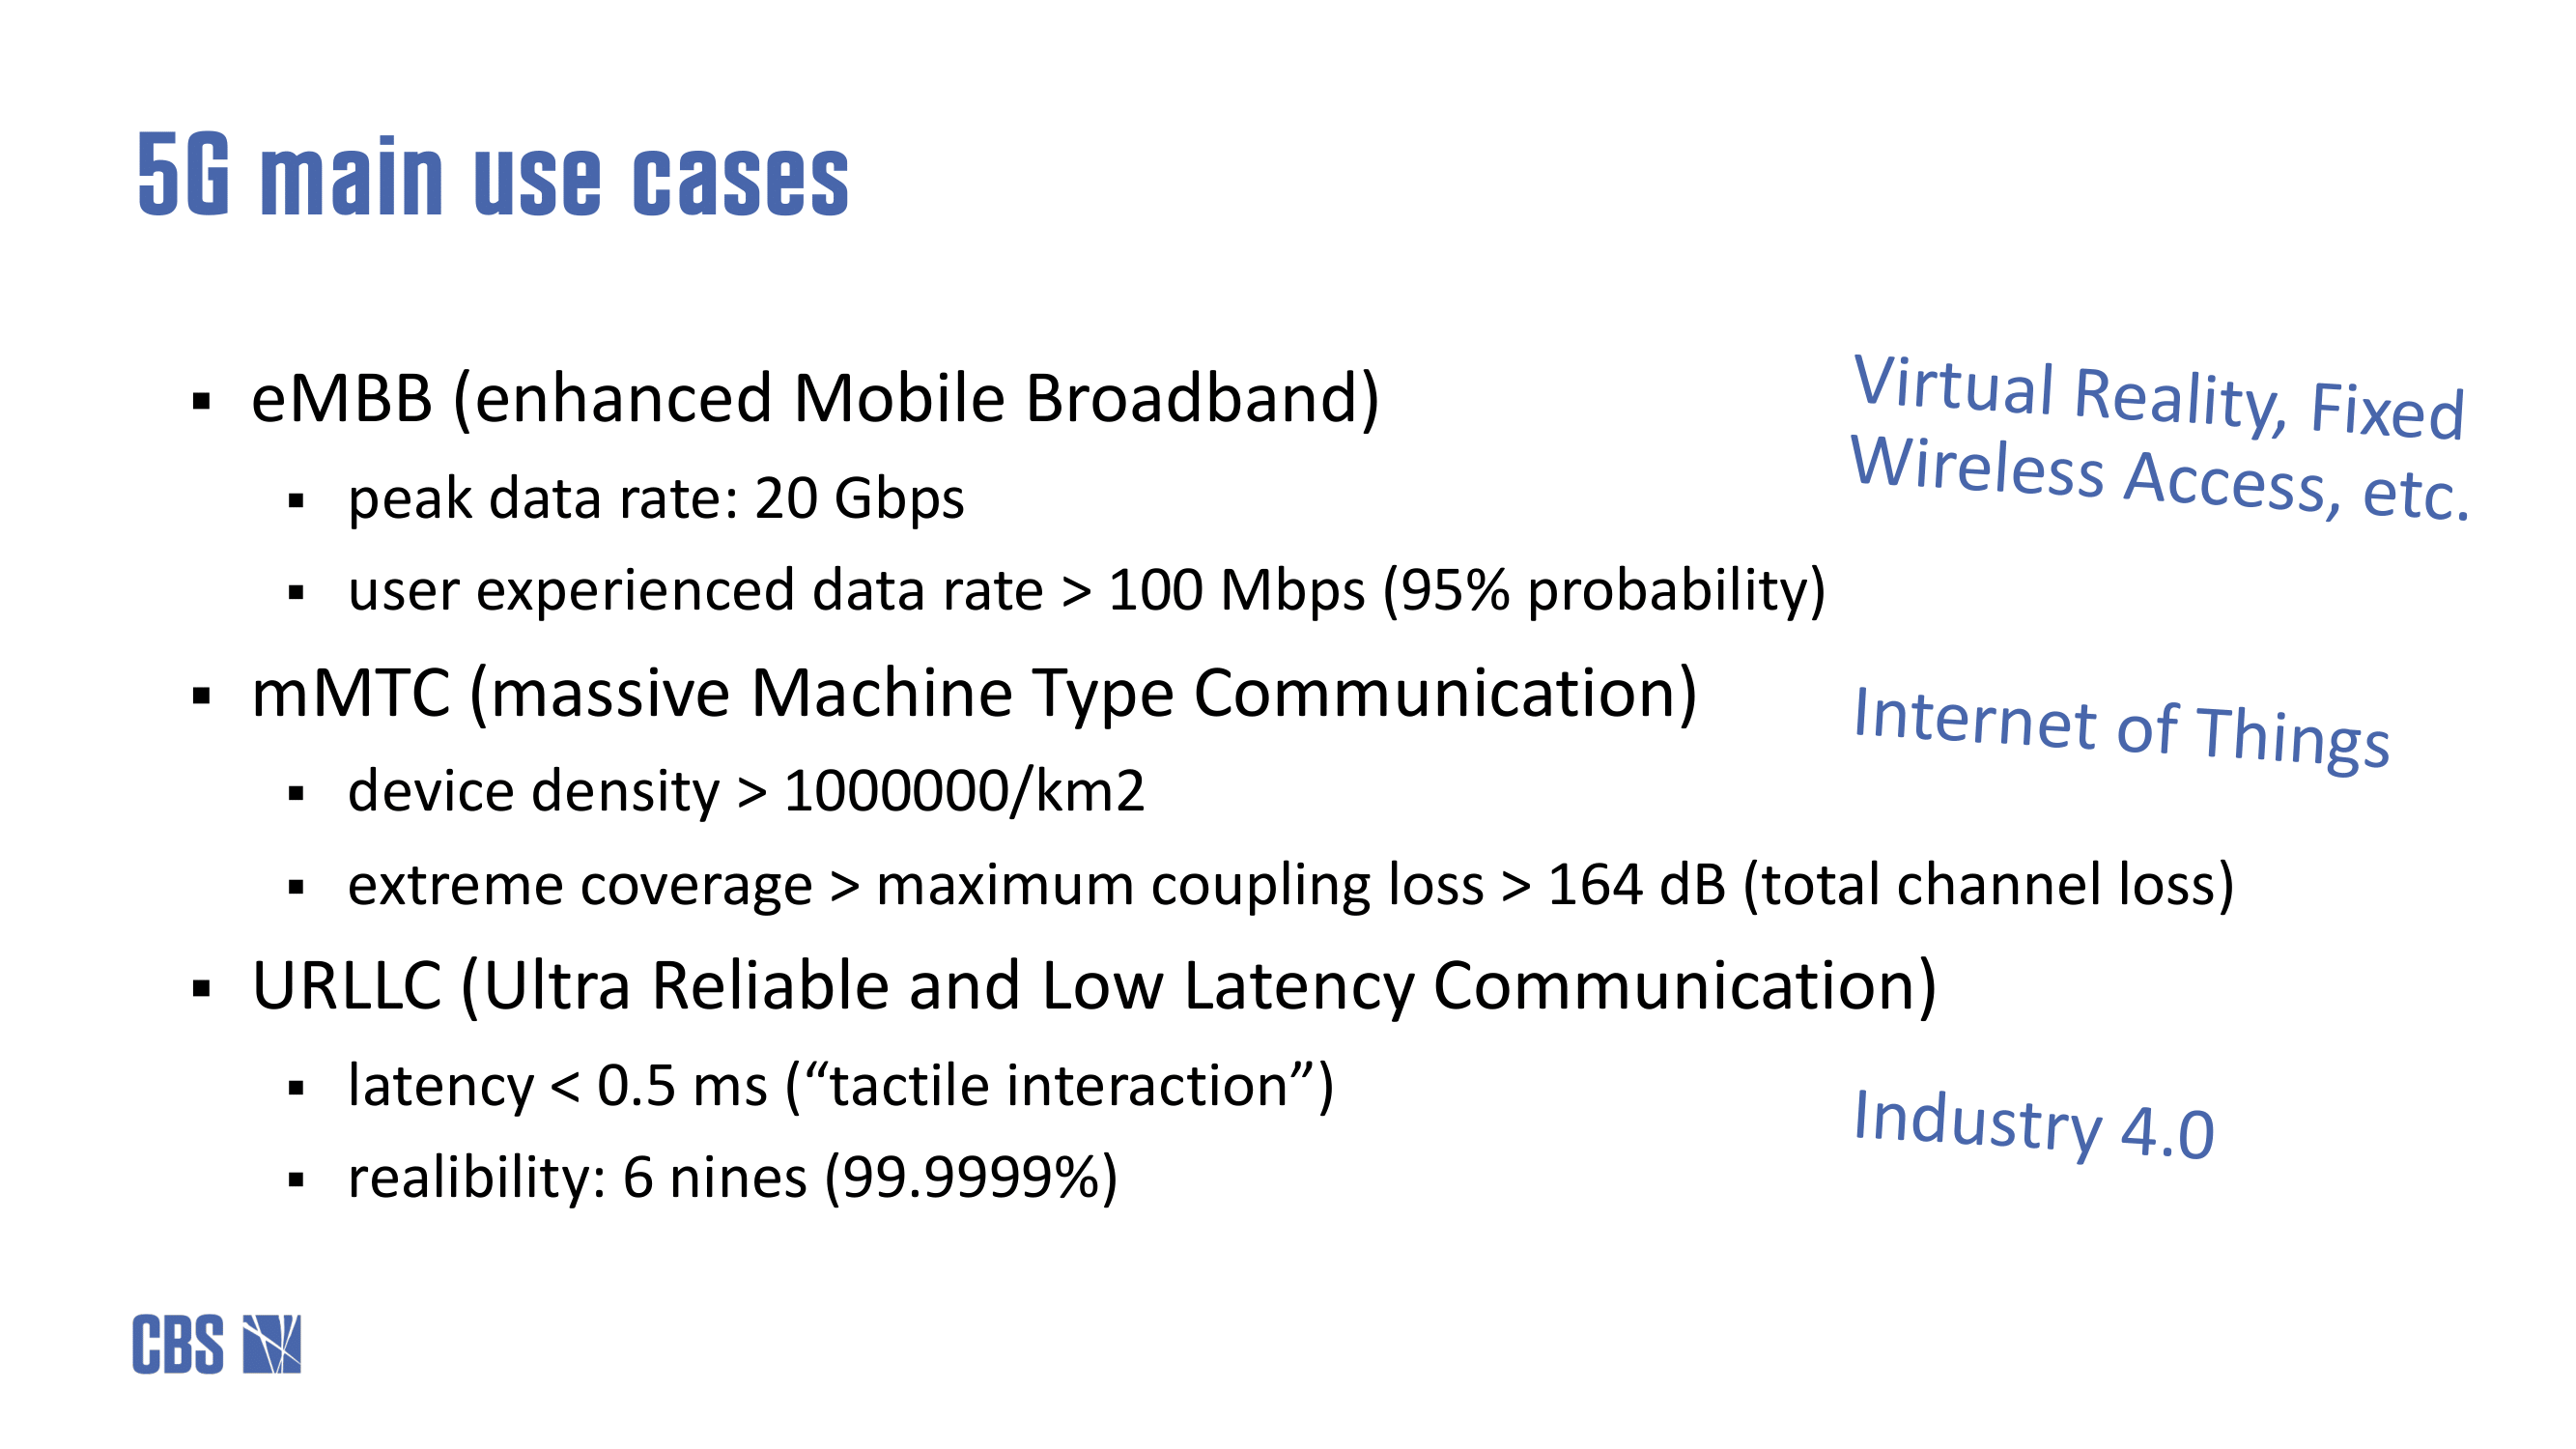 5G main use cases
▪ eMBB (enhanced Mobile Broadband)
▪ peak data rate: 20 Gbps
▪ user experienced data rate > 100 Mbps (95% probability)
Virtual Reality, Fixed
Wireless Access, etc.
▪ mMTC (massive Machine Type Communication)
▪ device density > 1000000/km2
▪ extreme coverage > maximum coupling loss > 164 dB (total channel loss)
Internet of Things
▪ URLLC (Ultra Reliable and Low Latency Communication)
▪ latency < 0.5 ms (“tactile interaction”)
▪ realibility: 6 nines (99.9999%)
Industry 4.0
CBS